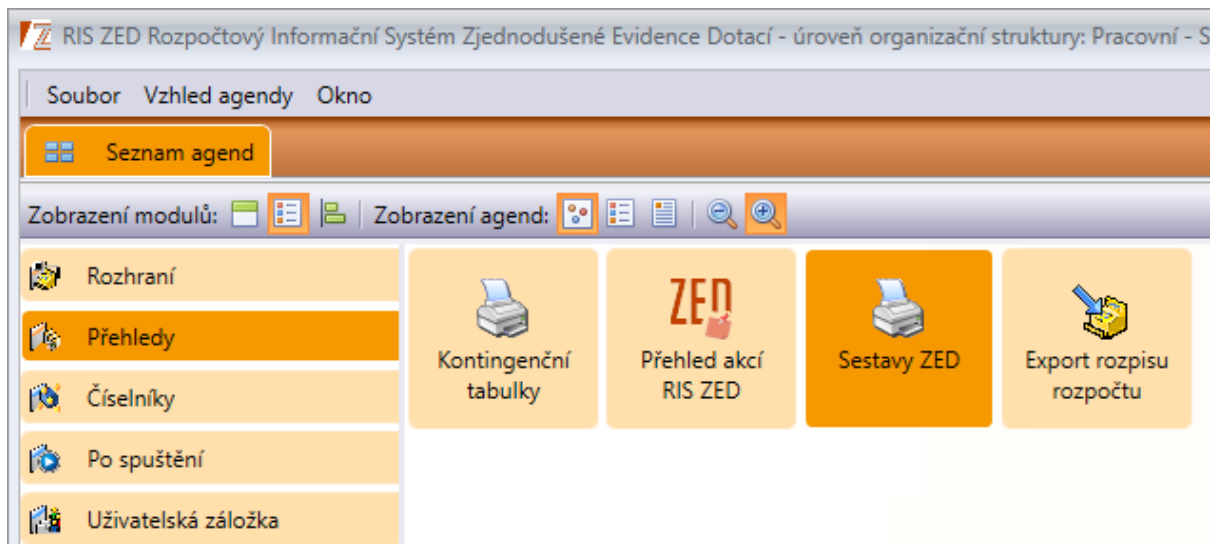 RIS ZED Rozpočtový Informační Systém Zjednodušené Evidence Dotací - úroveň organizační struktury: Pracovní - S
Soubor Vzhled agendy Okno
Seznam agend
Zobrazení modulů: Zobrazení agend:
Rozhraní
Přehledy
Číselníky
Po spuštění
Uživatelská záložka
Kontingenční
tabulky
ZED
Přehled akcí
RIS ZED
Sestavy ZED
Export rozpisu
rozpočtu